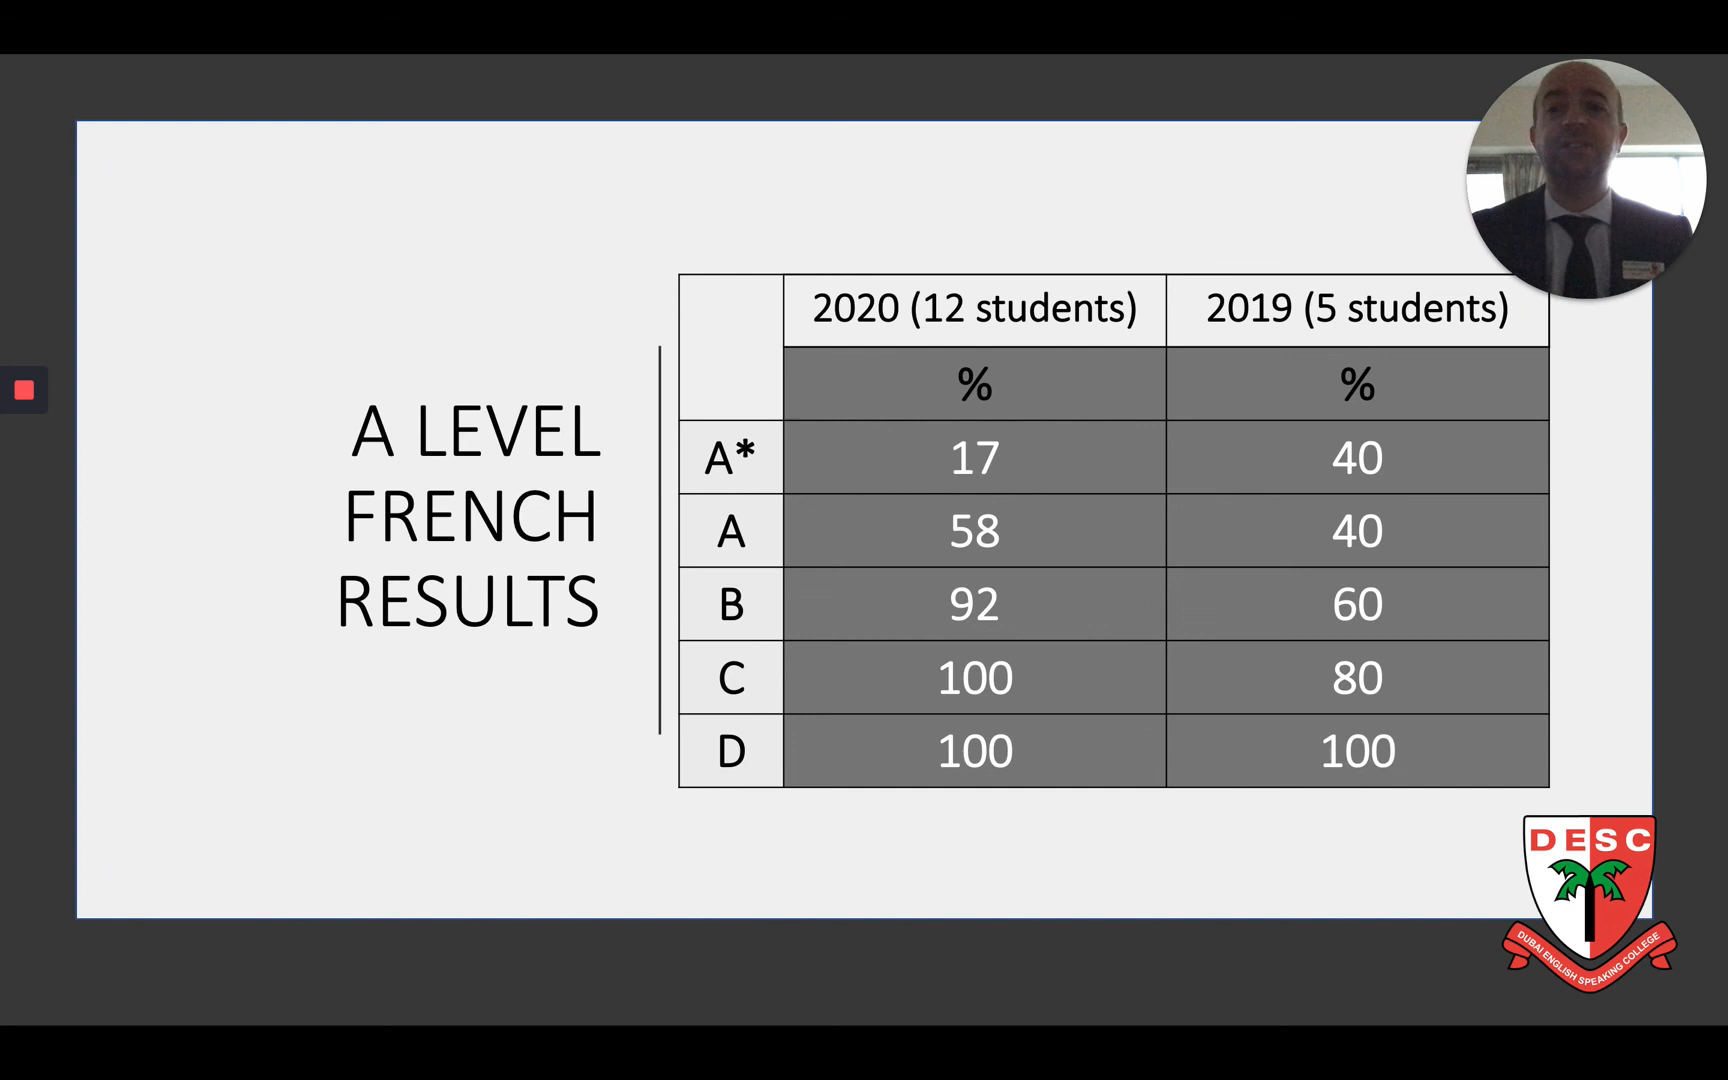 2020 (12 students) 2019 (5 students)
% %
A* 17 40
A 58 40
B 92 60
C 100 80
D 100 100
A LEVEL
FRENCH
RESULTS
DESC
DUBAI ENGLISH SPEAKING COLLEGE